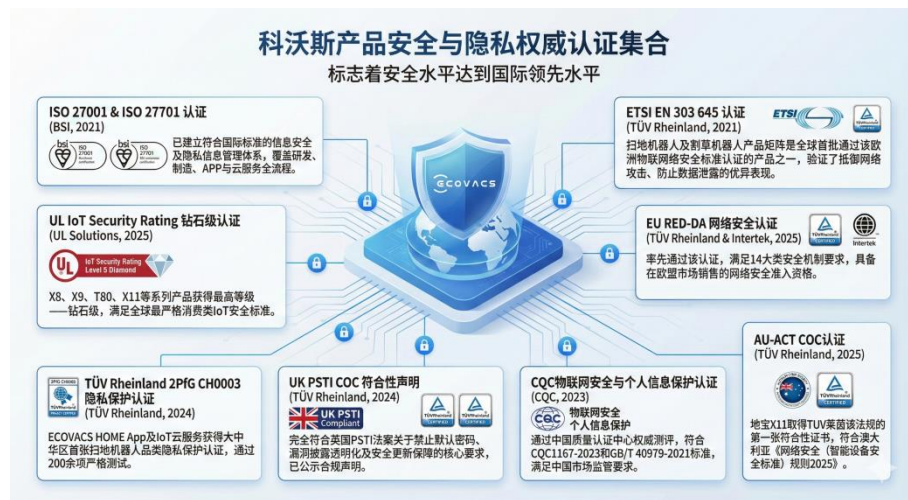 科沃斯产品安全与隐私权威认证集合
标志着安全水平达到国际领先水平
ISO 27001 & ISO 27701 认证
(BSI, 2021)
bsi
ISO
27001
bsi
ISO
27701
已建立符合国际标准的信息安全
及隐私信息管理体系，覆盖研发、
制造、APP与云服务全流程。
ETSI EN 303 645 认证
(TÜV Rheinland, 2021)
ETSI
TÜVRheinland
CERTIFIED
扫地机器人及割草机器人产品矩阵是全球首批通过该欧
洲物联网网络安全标准认证的产品之一，验证了抵御网络
攻击、防止数据泄露的优异表现。
ECOVACS
UL IoT Security Rating 钻石级认证
(UL Solutions, 2025)
UL
IoT Security Rating
Level 5 Diamond
X8、X9、T80、X11等系列产品获得最高等级
——钻石级，满足全球最严格消费类IoT安全标准。
EU RED-DA 网络安全认证
(TÜV Rheinland & Intertek, 2025)
TÜVRheinland
CERTIFIED
Intertek
率先通过该认证，满足14大类安全机制要求，具备
在欧盟市场销售的网络安全准入资格。
TÜV Rheinland 2PfG CH0003
隐私保护认证
(TÜV Rheinland, 2024)
2PFG CH0003
TÜVRheinland
ECOVACS HOME App及IoT云服务获得大中
华区首张扫地机器人品类隐私保护认证，通过
200余项严格测试。
UK PSTI COC 符合性声明
(TÜV Rheinland, 2024)
UK PSTI
Compliant
TÜVRheinland
CERTIFIED
TÜVRheinland
CERTIFIED
完全符合英国PSTI法案关于禁止默认密码、
漏洞披露透明化及安全更新保障的核心要求，
已公示合规声明。
CQC物联网安全与个人信息保护认证
(CQC, 2023)
cqc
物联网安全
个人信息保护
通过中国质量认证中心权威测评，符合
CQC1167-2023和GB/T 40979-2021标准，
满足中国市场监管要求。
AU-ACT COC认证
(TÜV Rheinland, 2025)
TÜVRheinland
CERTIFIED
地宝X11取得TUV莱茵该法规的
第一张符合性证书，符合澳大
利亚《网络安全（智能设备安
全标准）规则2025》。